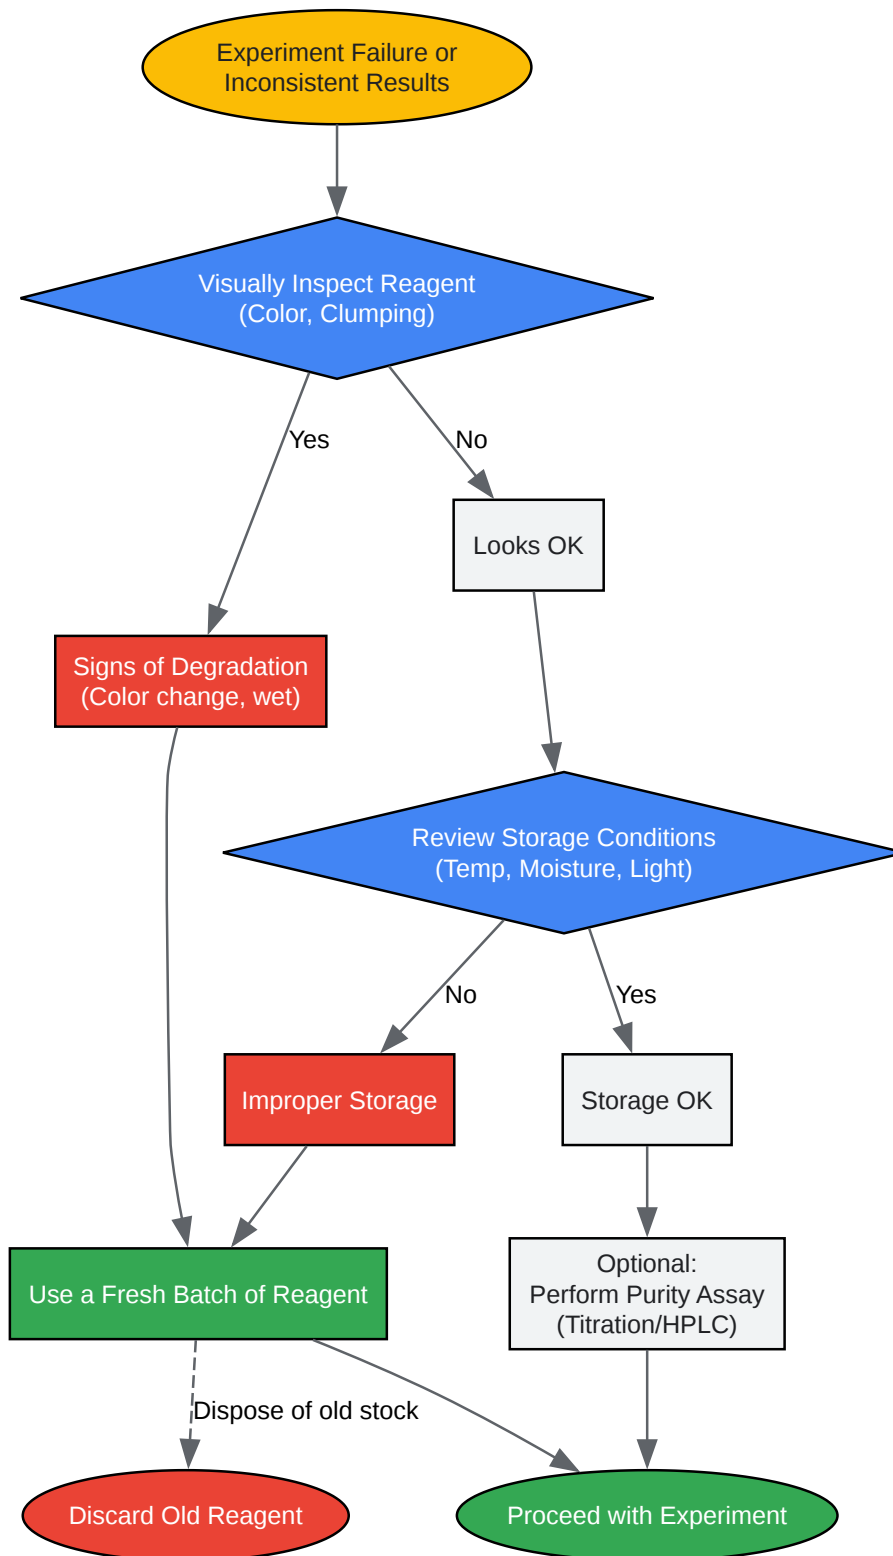 Experiment Failure or
Inconsistent Results
Visually Inspect Reagent
(Color, Clumping)
Yes
No
Looks OK
Signs of Degradation
(Color change, wet)
Review Storage Conditions
(Temp, Moisture, Light)
No
Yes
Improper Storage
Storage OK
Use a Fresh Batch of Reagent
Optional:
Perform Purity Assay
(Titration/HPLC)
Dispose of old stock
Discard Old Reagent
Proceed with Experiment